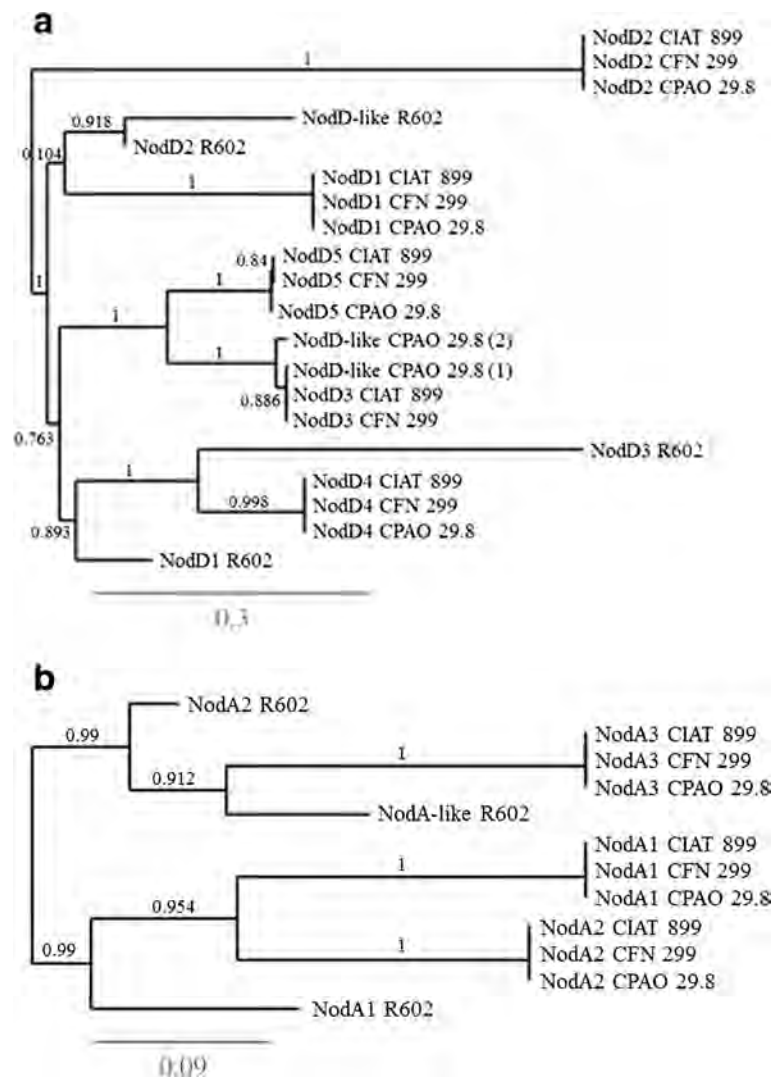 a
1
NodD2 CIAT 899
NodD2 CFN 299
NodD2 CPAO 29.8
0.918
NodD-like R602
NodD2 R602
0.104
1
NodD1 CIAT 899
NodD1 CFN 299
NodD1 CPAO 29.8
0.84
NodD5 CIAT 899
NodD5 CFN 299
NodD5 CPAO 29.8
1
1
1
1
NodD-like CPAO 29.8 (2)
NodD-like CPAO 29.8 (1)
NodD3 CIAT 899
0.886
NodD3 CFN 299
0.763
NodD3 R602
1
NodD4 CIAT 899
0.998
NodD4 CFN 299
NodD4 CPAO 29.8
0.893
NodD1 R602
0.3
b
NodA2 R602
0.99
NodA3 CIAT 899
1
NodA3 CFN 299
NodA3 CPAO 29.8
0.912
NodA-like R602
NodA1 CIAT 899
1
NodA1 CFN 299
NodA1 CPAO 29.8
0.954
NodA2 CIAT 899
1
NodA2 CFN 299
NodA2 CPAO 29.8
0.99
NodA1 R602
0.09